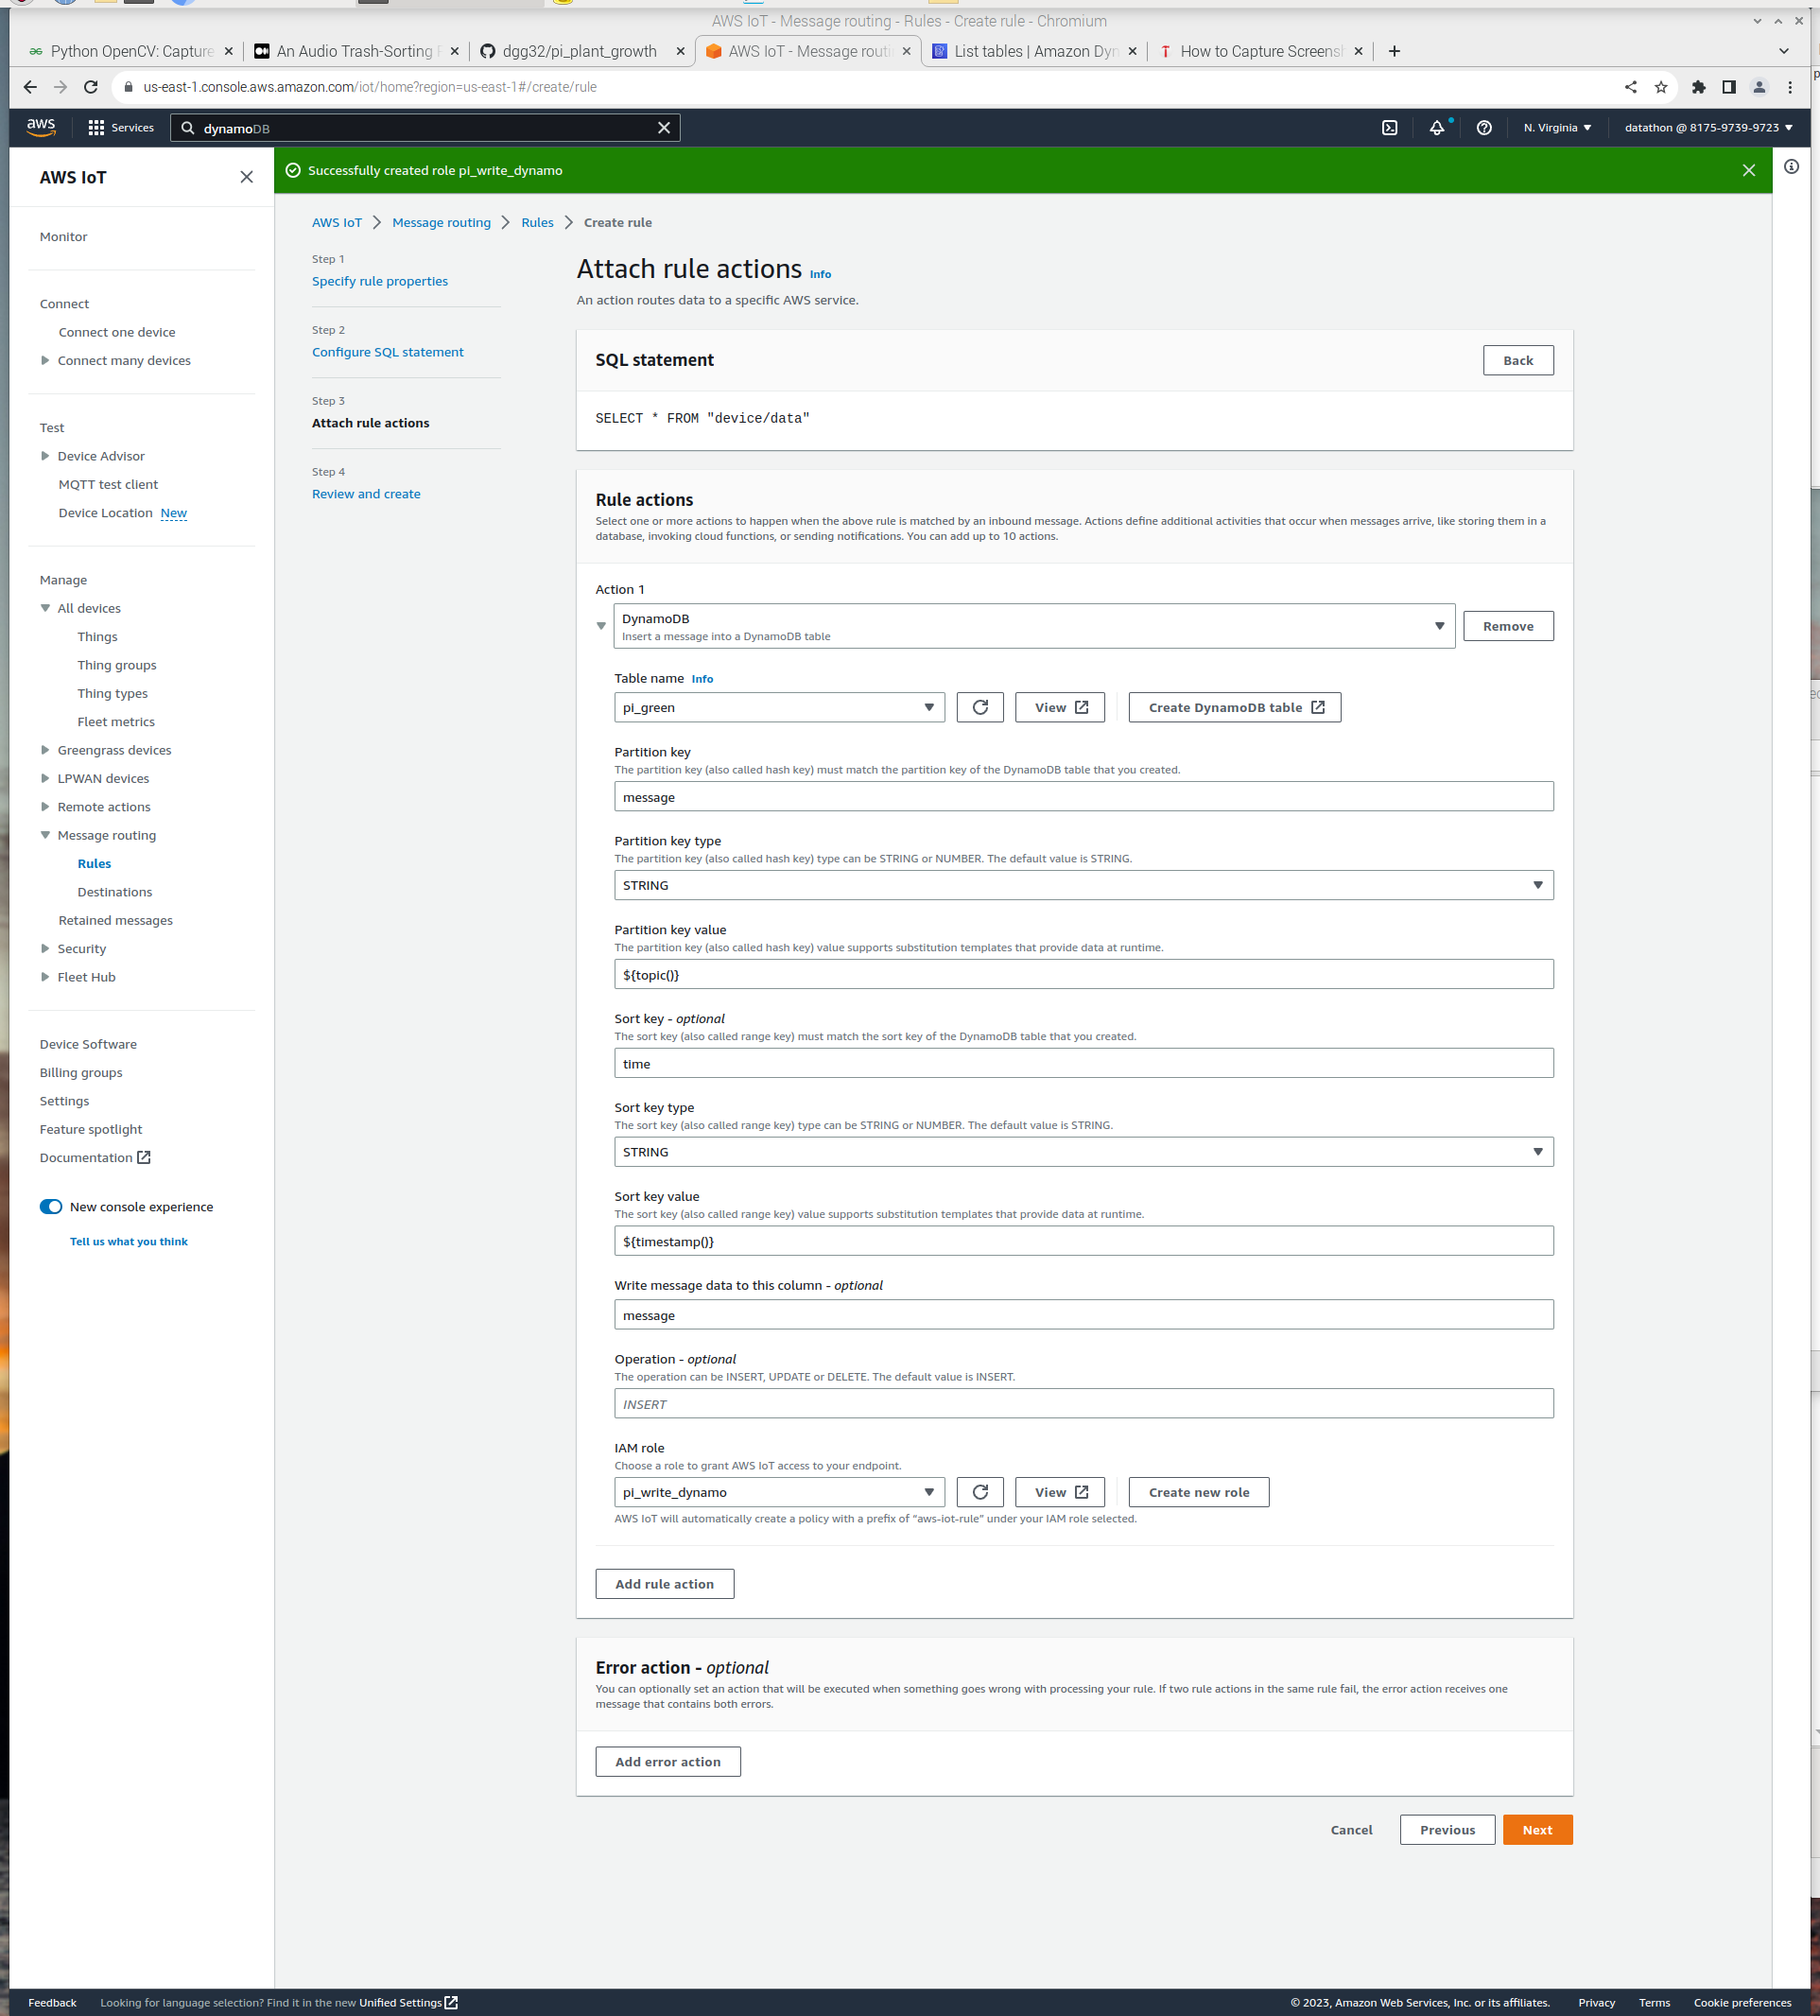 AWS IoT - Message routing - Rules - Create rule - Chromium
Python OpenCV: Capture
An Audio Trash-Sorting
dgg32/pi_plant_growth
AWS IoT - Message routi
List tables | Amazon Dyn
How to Capture Screensh
us-east-1.console.aws.amazon.com/iot/home?region=us-east-1#/create/rule
aws
Services
dynamoDB
N. Virginia
datathon @ 8175-9739-9723
AWS IoT
Monitor
Connect
Connect one device
Connect many devices
Test
Device Advisor
MQTT test client
Device Location New
Manage
All devices
Things
Thing groups
Thing types
Fleet metrics
Greengrass devices
LPWAN devices
Remote actions
Message routing
Rules
Destinations
Retained messages
Security
Fleet Hub
Device Software
Billing groups
Settings
Feature spotlight
Documentation
New console experience
Tell us what you think
Successfully created role pi_write_dynamo
AWS IoT
Message routing
Rules
Create rule
Step 1
Specify rule properties
Step 2
Configure SQL statement
Step 3
Attach rule actions
Step 4
Review and create
Attach rule actions Info
An action routes data to a specific AWS service.
SQL statement
Back
SELECT * FROM "device/data"
Rule actions
Select one or more actions to happen when the above rule is matched by an inbound message. Actions define additional activities that occur when messages arrive, like storing them in a
database, invoking cloud functions, or sending notifications. You can add up to 10 actions.
Action 1
DynamoDB
Insert a message into a DynamoDB table
Remove
Table name Info
pi_green
View
Create DynamoDB table
Partition key
The partition key (also called hash key) must match the partition key of the DynamoDB table that you created.
message
Partition key type
The partition key (also called hash key) type can be STRING or NUMBER. The default value is STRING.
STRING
Partition key value
The partition key (also called hash key) value supports substitution templates that provide data at runtime.
${topic()}
Sort key - optional
The sort key (also called range key) must match the sort key of the DynamoDB table that you created.
time
Sort key type
The sort key (also called range key) type can be STRING or NUMBER. The default value is STRING.
STRING
Sort key value
The sort key (also called range key) value supports substitution templates that provide data at runtime.
${timestamp()}
Write message data to this column - optional
message
Operation - optional
The operation can be INSERT, UPDATE or DELETE. The default value is INSERT.
INSERT
IAM role
Choose a role to grant AWS IoT access to your endpoint.
pi_write_dynamo
View
Create new role
AWS IoT will automatically create a policy with a prefix of “aws-iot-rule” under your IAM role selected.
Add rule action
Error action - optional
You can optionally set an action that will be executed when something goes wrong with processing your rule. If two rule actions in the same rule fail, the error action receives one
message that contains both errors.
Add error action
Cancel
Previous
Next
Feedback
Looking for language selection? Find it in the new Unified Settings
© 2023, Amazon Web Services, Inc. or its affiliates.
Privacy
Terms
Cookie preferences